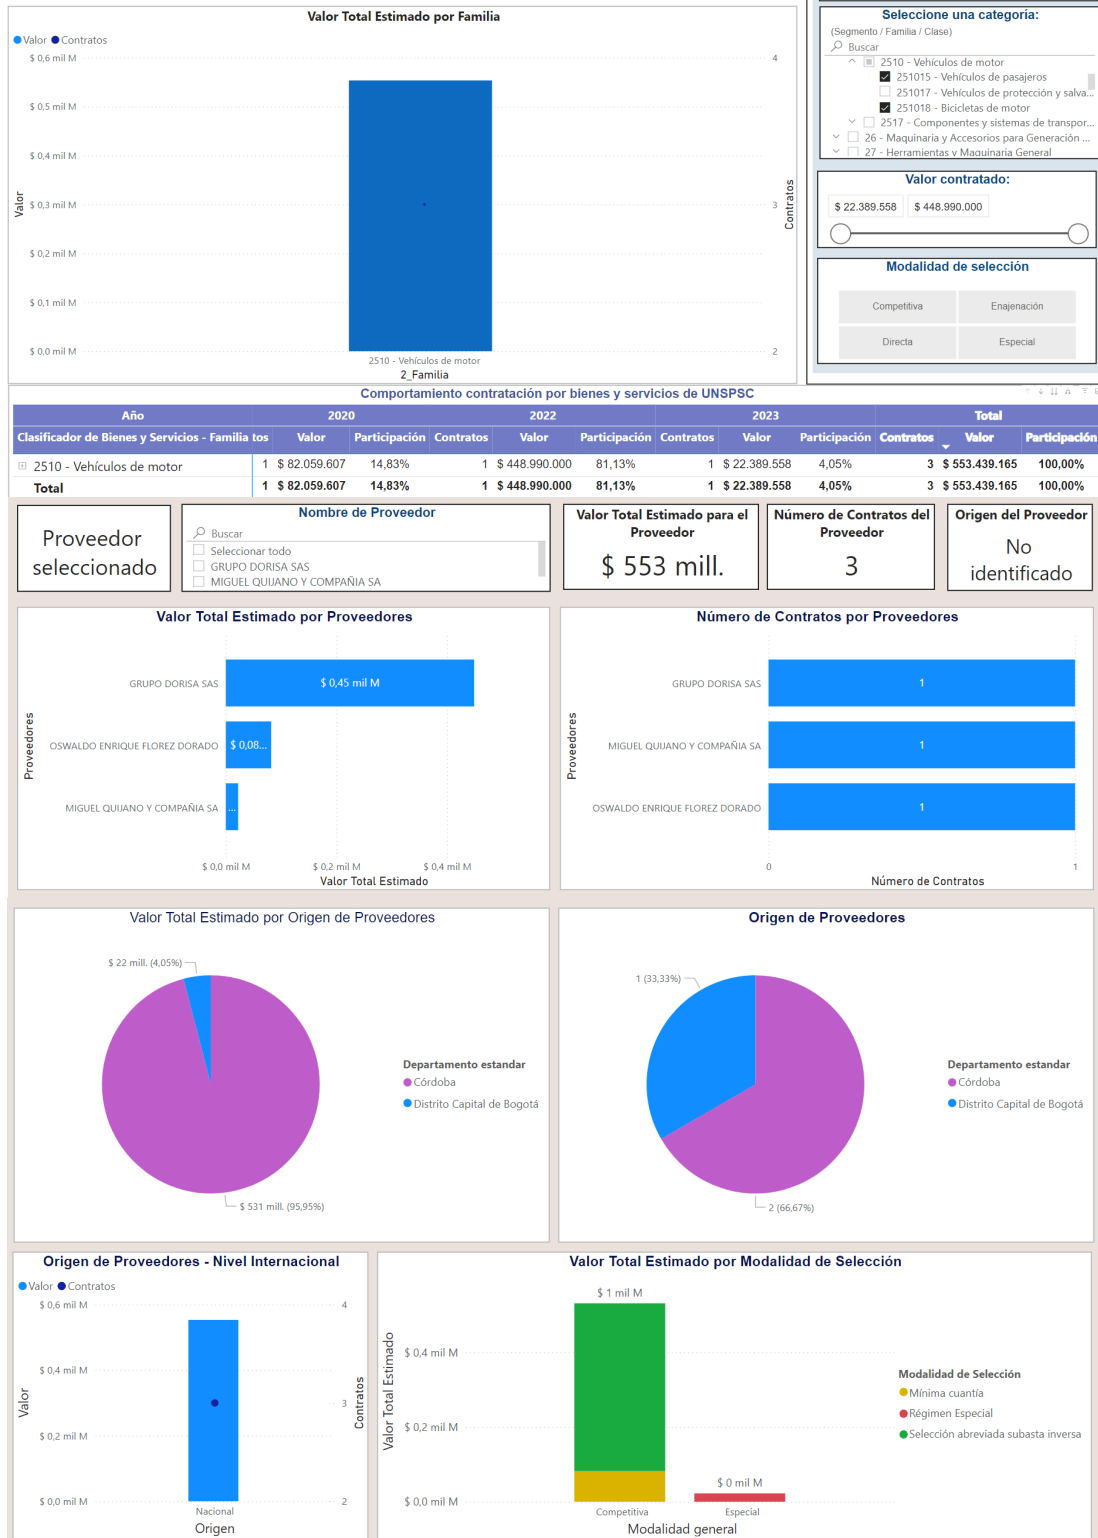 Valor Total Estimado por Familia
Valor Contratos
$ 0,6 mil M
$ 0,5 mil M
$ 0,4 mil M
$ 0,3 mil M
$ 0,2 mil M
$ 0,1 mil M
$ 0,0 mil M
Valor
4
3
2
Contratos
2510 - Vehículos de motor
2_Familia
Seleccione una categoría:
(Segmento / Familia / Clase)
Buscar
2510 - Vehículos de motor
251015 - Vehículos de pasajeros
251017 - Vehículos de protección y salva...
251018 - Bicicletas de motor
2517 - Componentes y sistemas de transpor...
26 - Maquinaria y Accesorios para Generación ...
27 - Herramientas y Maquinaria General
Valor contratado:
$ 22.389.558 $ 448.990.000
Modalidad de selección
Competitiva Enajenación
Directa Especial
Comportamiento contratación por bienes y servicios de UNSPSC
Año 2020 2022 2023 Total
Clasificador de Bienes y Servicios - Familia tos Valor Participación Contratos Valor Participación Contratos Valor Participación Contratos Valor Participación
2510 - Vehículos de motor 1 $ 82.059.607 14,83% 1 $ 448.990.000 81,13% 1 $ 22.389.558 4,05% 3 $ 553.439.165 100,00%
Total 1 $ 82.059.607 14,83% 1 $ 448.990.000 81,13% 1 $ 22.389.558 4,05% 3 $ 553.439.165 100,00%
Proveedor
seleccionado
Nombre de Proveedor
Buscar
Seleccionar todo
GRUPO DORISA SAS
MIGUEL QUIJANO Y COMPAÑIA SA
Valor Total Estimado para el
Proveedor
$ 553 mill.
Número de Contratos del
Proveedor
3
Origen del Proveedor
No
identificado
Valor Total Estimado por Proveedores
Proveedores
GRUPO DORISA SAS $ 0,45 mil M
OSWALDO ENRIQUE FLOREZ DORADO $ 0,08...
MIGUEL QUIJANO Y COMPAÑIA SA ...
$ 0,0 mil M $ 0,2 mil M $ 0,4 mil M
Valor Total Estimado
Número de Contratos por Proveedores
Proveedores
GRUPO DORISA SAS 1
MIGUEL QUIJANO Y COMPAÑIA SA 1
OSWALDO ENRIQUE FLOREZ DORADO 1
0 1
Número de Contratos
Valor Total Estimado por Origen de Proveedores
$ 22 mill. (4,05%)
$ 531 mill. (95,95%)
Departamento estandar
Córdoba
Distrito Capital de Bogotá
Origen de Proveedores
1 (33,33%)
2 (66,67%)
Departamento estandar
Córdoba
Distrito Capital de Bogotá
Origen de Proveedores - Nivel Internacional
Valor Contratos
$ 0,6 mil M
$ 0,4 mil M
$ 0,2 mil M
$ 0,0 mil M
Valor
4
3
2
Contratos
Nacional
Origen
Valor Total Estimado por Modalidad de Selección
Valor Total Estimado
$ 0,4 mil M
$ 0,2 mil M
$ 0,0 mil M
$ 1 mil M
$ 0 mil M
Competitiva Especial
Modalidad general
Modalidad de Selección
Mínima cuantía
Régimen Especial
Selección abreviada subasta inversa